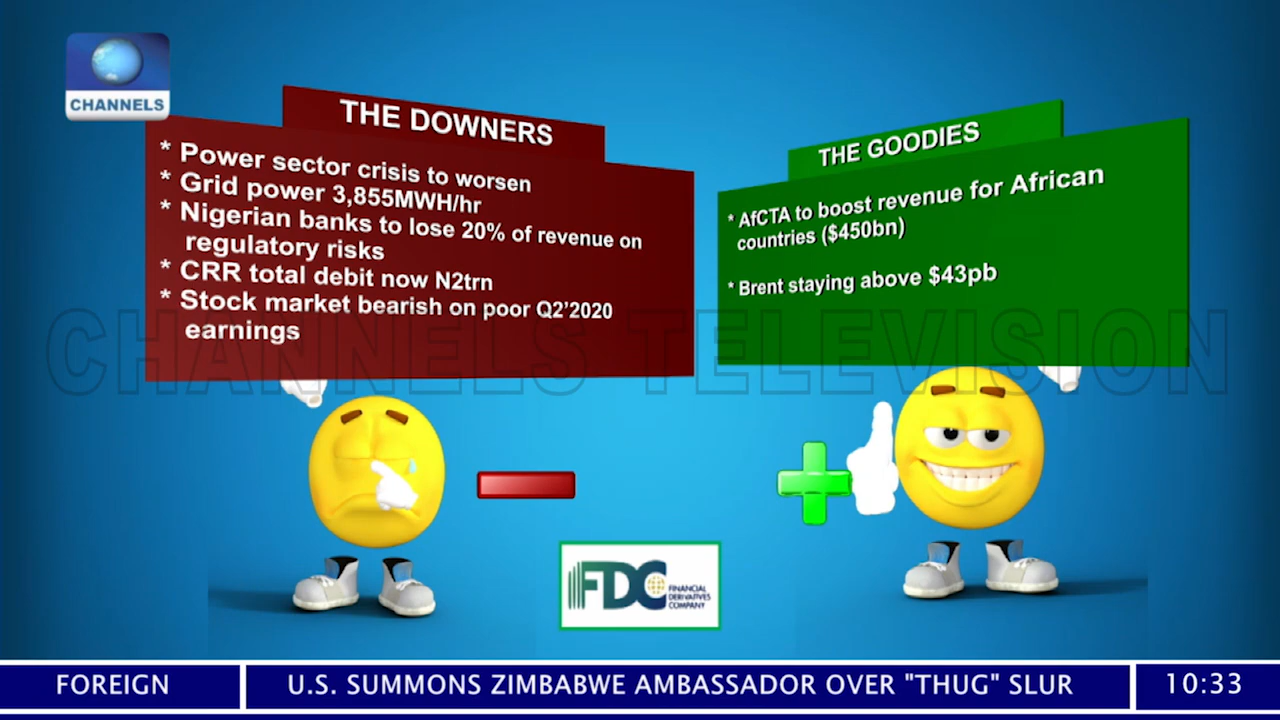 CHANNELS
THE DOWNERS
* Power sector crisis to worsen
* Grid power 3,855MWH/hr
* Nigerian banks to lose 20% of revenue on
regulatory risks
* CRR total debit now N2trn
* Stock market bearish on poor Q2'2020
earnings
THE GOODIES
* AfCTA to boost revenue for African
countries ($450bn)
* Brent staying above $43pb
CHANNELS TELEVISION
FDC
FINANCIAL
DERIVATIVES
COMPANY
FOREIGN
U.S. SUMMONS ZIMBABWE AMBASSADOR OVER "THUG" SLUR
10:33